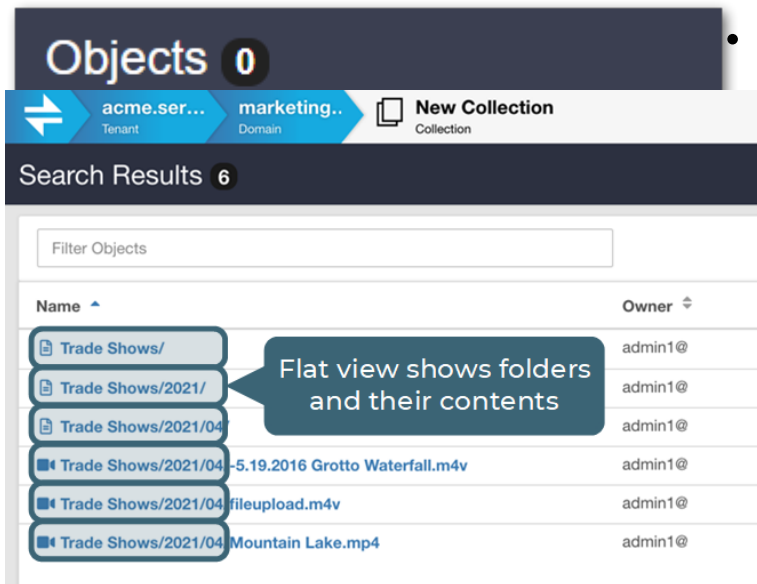 Objects 0
acme.ser... marketing.. New Collection
Tenant Domain Collection
Search Results 6
Filter Objects
Name Owner
Trade Shows/ admin1@
Trade Shows/2021/ admin1@
Trade Shows/2021/04/ admin1@
Trade Shows/2021/04/-5.19.2016 Grotto Waterfall.m4v admin1@
Trade Shows/2021/04/fileupload.m4v admin1@
Trade Shows/2021/04/Mountain Lake.mp4 admin1@
Flat view shows folders
and their contents